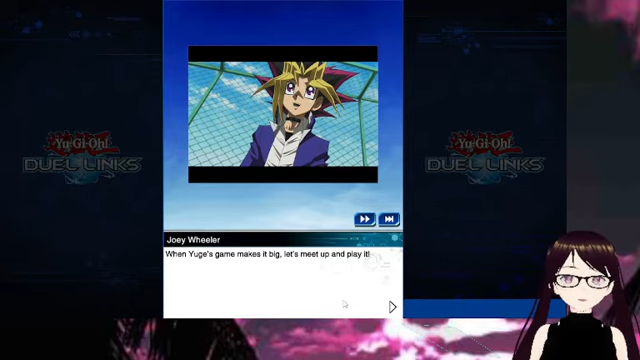 Yu-Gi-Oh!
DUEL LINKS
Yu-Gi-Oh!
DUEL LINKS
Joey Wheeler
When Yuge's game makes it big, let's meet up and play it!